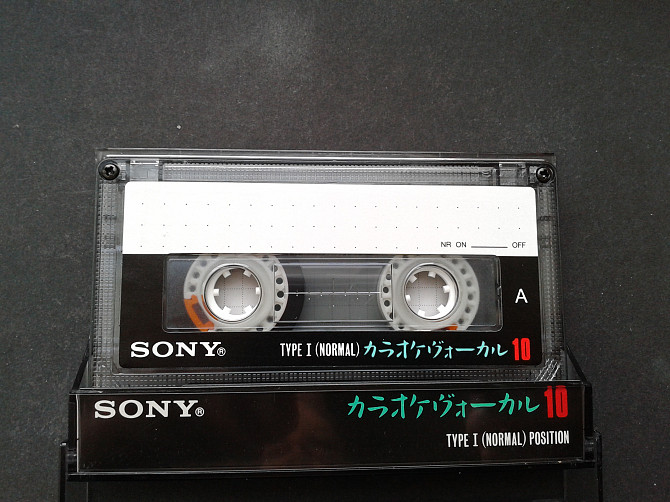 NR ON ______ OFF
A
SONY® TYPE I (NORMAL) カラオケヴォーカル 10
SONY® カラオケヴォーカル 10
TYPE I (NORMAL) POSITION